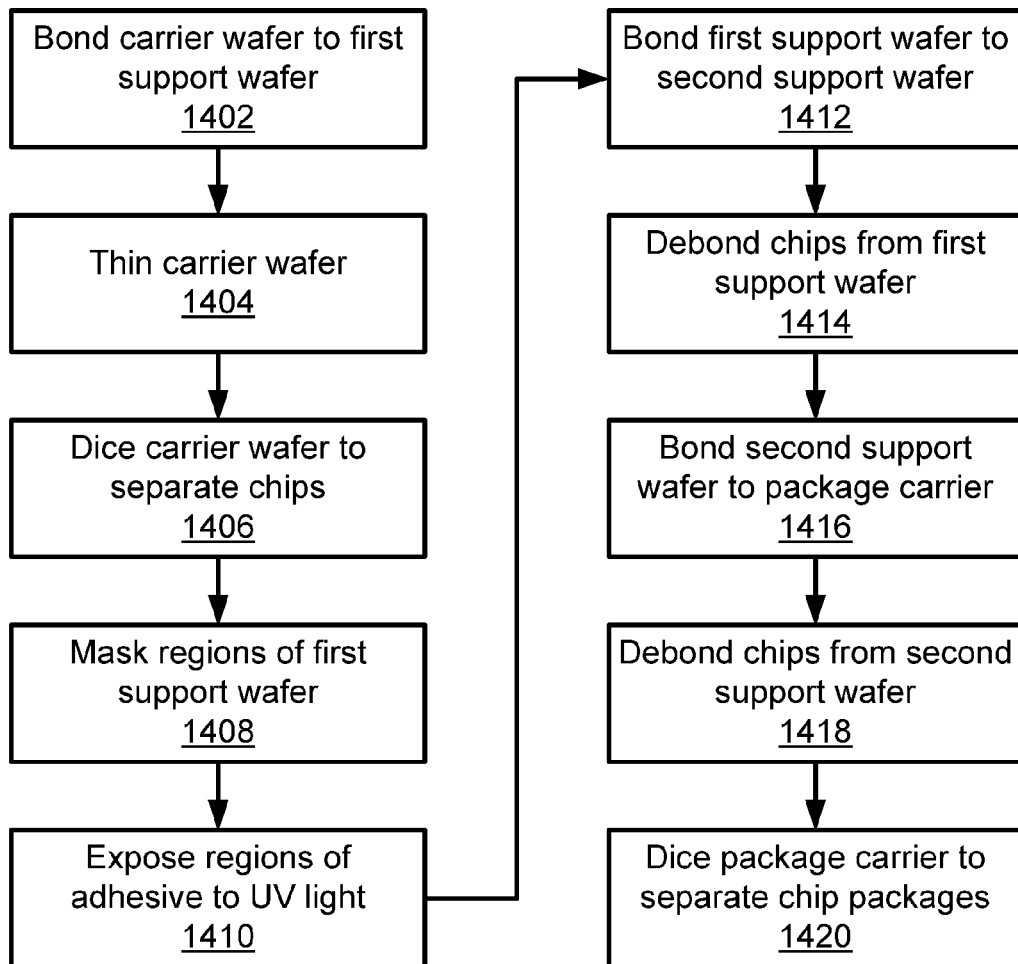 Bond carrier wafer to first
support wafer
1402
Thin carrier wafer
1404
Dice carrier wafer to
separate chips
1406
Mask regions of first
support wafer
1408
Expose regions of
adhesive to UV light
1410
Bond first support wafer to
second support wafer
1412
Debond chips from first
support wafer
1414
Bond second support
wafer to package carrier
1416
Debond chips from second
support wafer
1418
Dice package carrier to
separate chip packages
1420